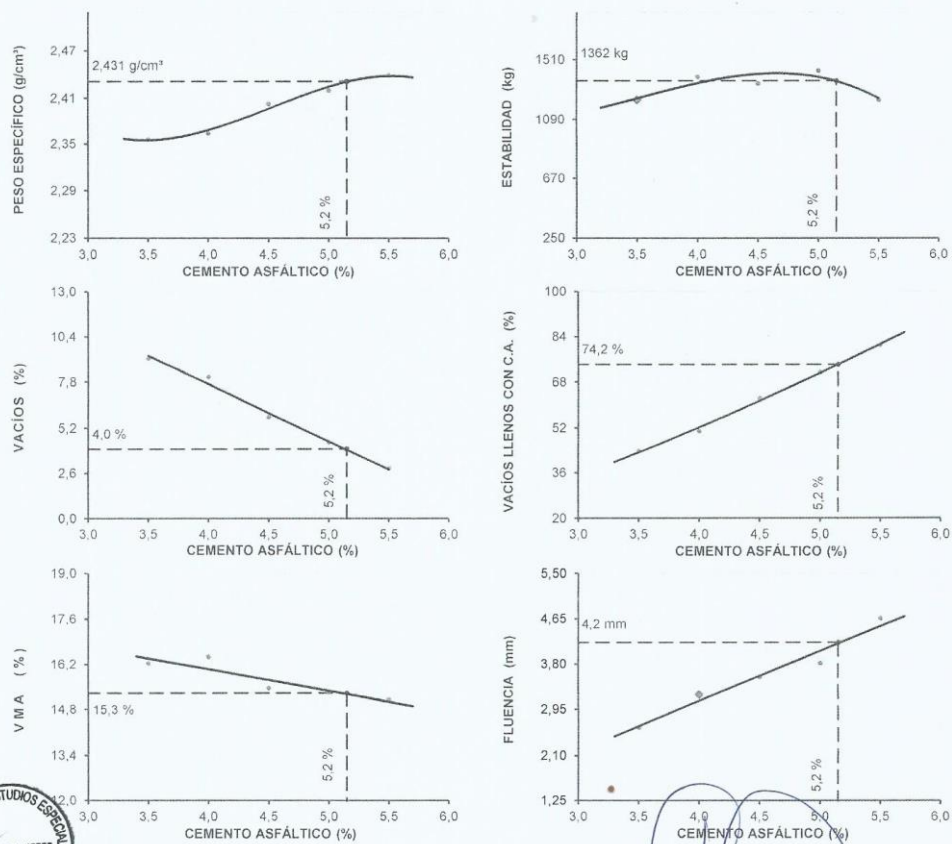 PESO ESPECÍFICO (g/cm³)
2,47
2,41
2,35
2,29
2,23
2,431 g/cm³
5,2 %
3,0 3,5 4,0 4,5 5,0 5,5 6,0
CEMENTO ASFÁLTICO (%)
ESTABILIDAD (kg)
1510
1090
670
250
1362 kg
5,2 %
3,0 3,5 4,0 4,5 5,0 5,5 6,0
CEMENTO ASFÁLTICO (%)
VACÍOS (%)
13,0
10,4
7,8
5,2
2,6
0,0
4,0 %
5,2 %
3,0 3,5 4,0 4,5 5,0 5,5 6,0
CEMENTO ASFÁLTICO (%)
VACÍOS LLENOS CON C.A. (%)
100
84
68
52
36
20
74,2 %
5,2 %
3,0 3,5 4,0 4,5 5,0 5,5 6,0
CEMENTO ASFÁLTICO (%)
V M A (%)
19,0
17,6
16,2
14,8
13,4
12,0
15,3 %
5,2 %
3,0 3,5 4,0 4,5 5,0 5,5 6,0
CEMENTO ASFÁLTICO (%)
FLUENCIA (mm)
5,50
4,65
3,80
2,95
2,10
1,25
4,2 mm
5,2 %
3,0 3,5 4,0 4,5 5,0 5,5 6,0
CEMENTO ASFÁLTICO (%)